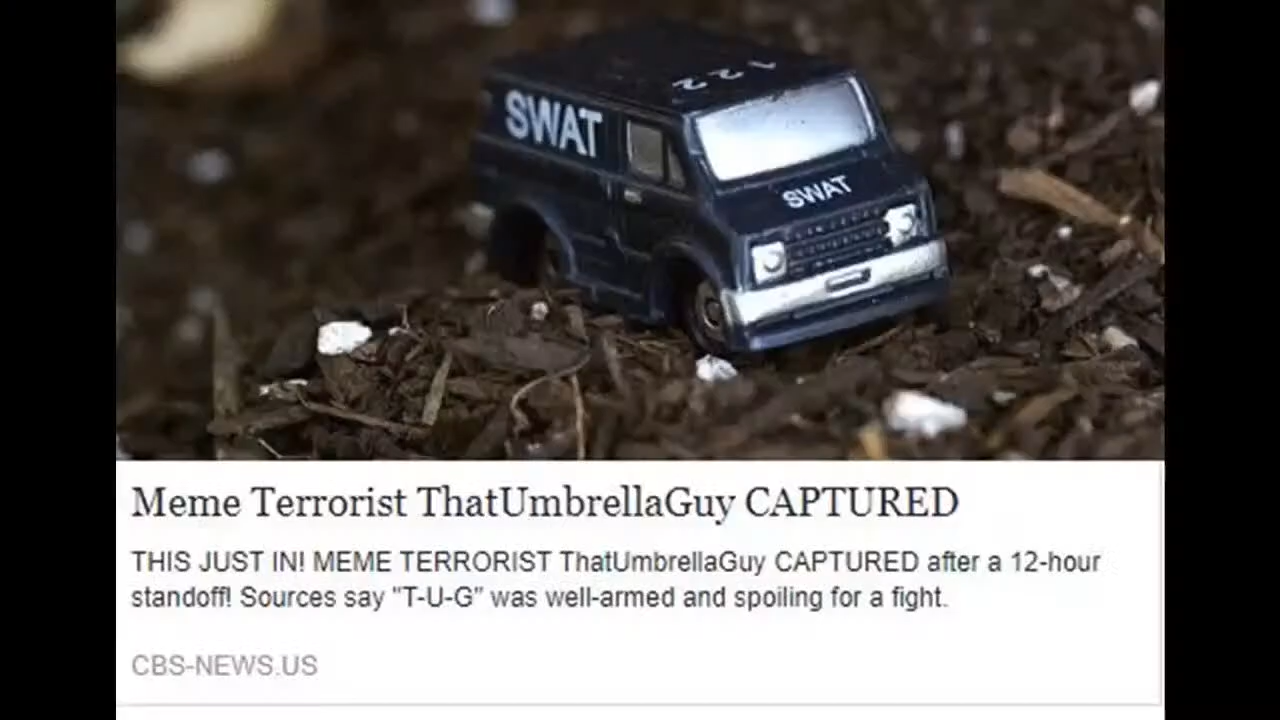 122
SWAT
SWAT
Meme Terrorist ThatUmbrellaGuy CAPTURED
THIS JUST IN! MEME TERRORIST ThatUmbrellaGuy CAPTURED after a 12-hour
standoff! Sources say "T-U-G" was well-armed and spoiling for a fight.
CBS-NEWS.US